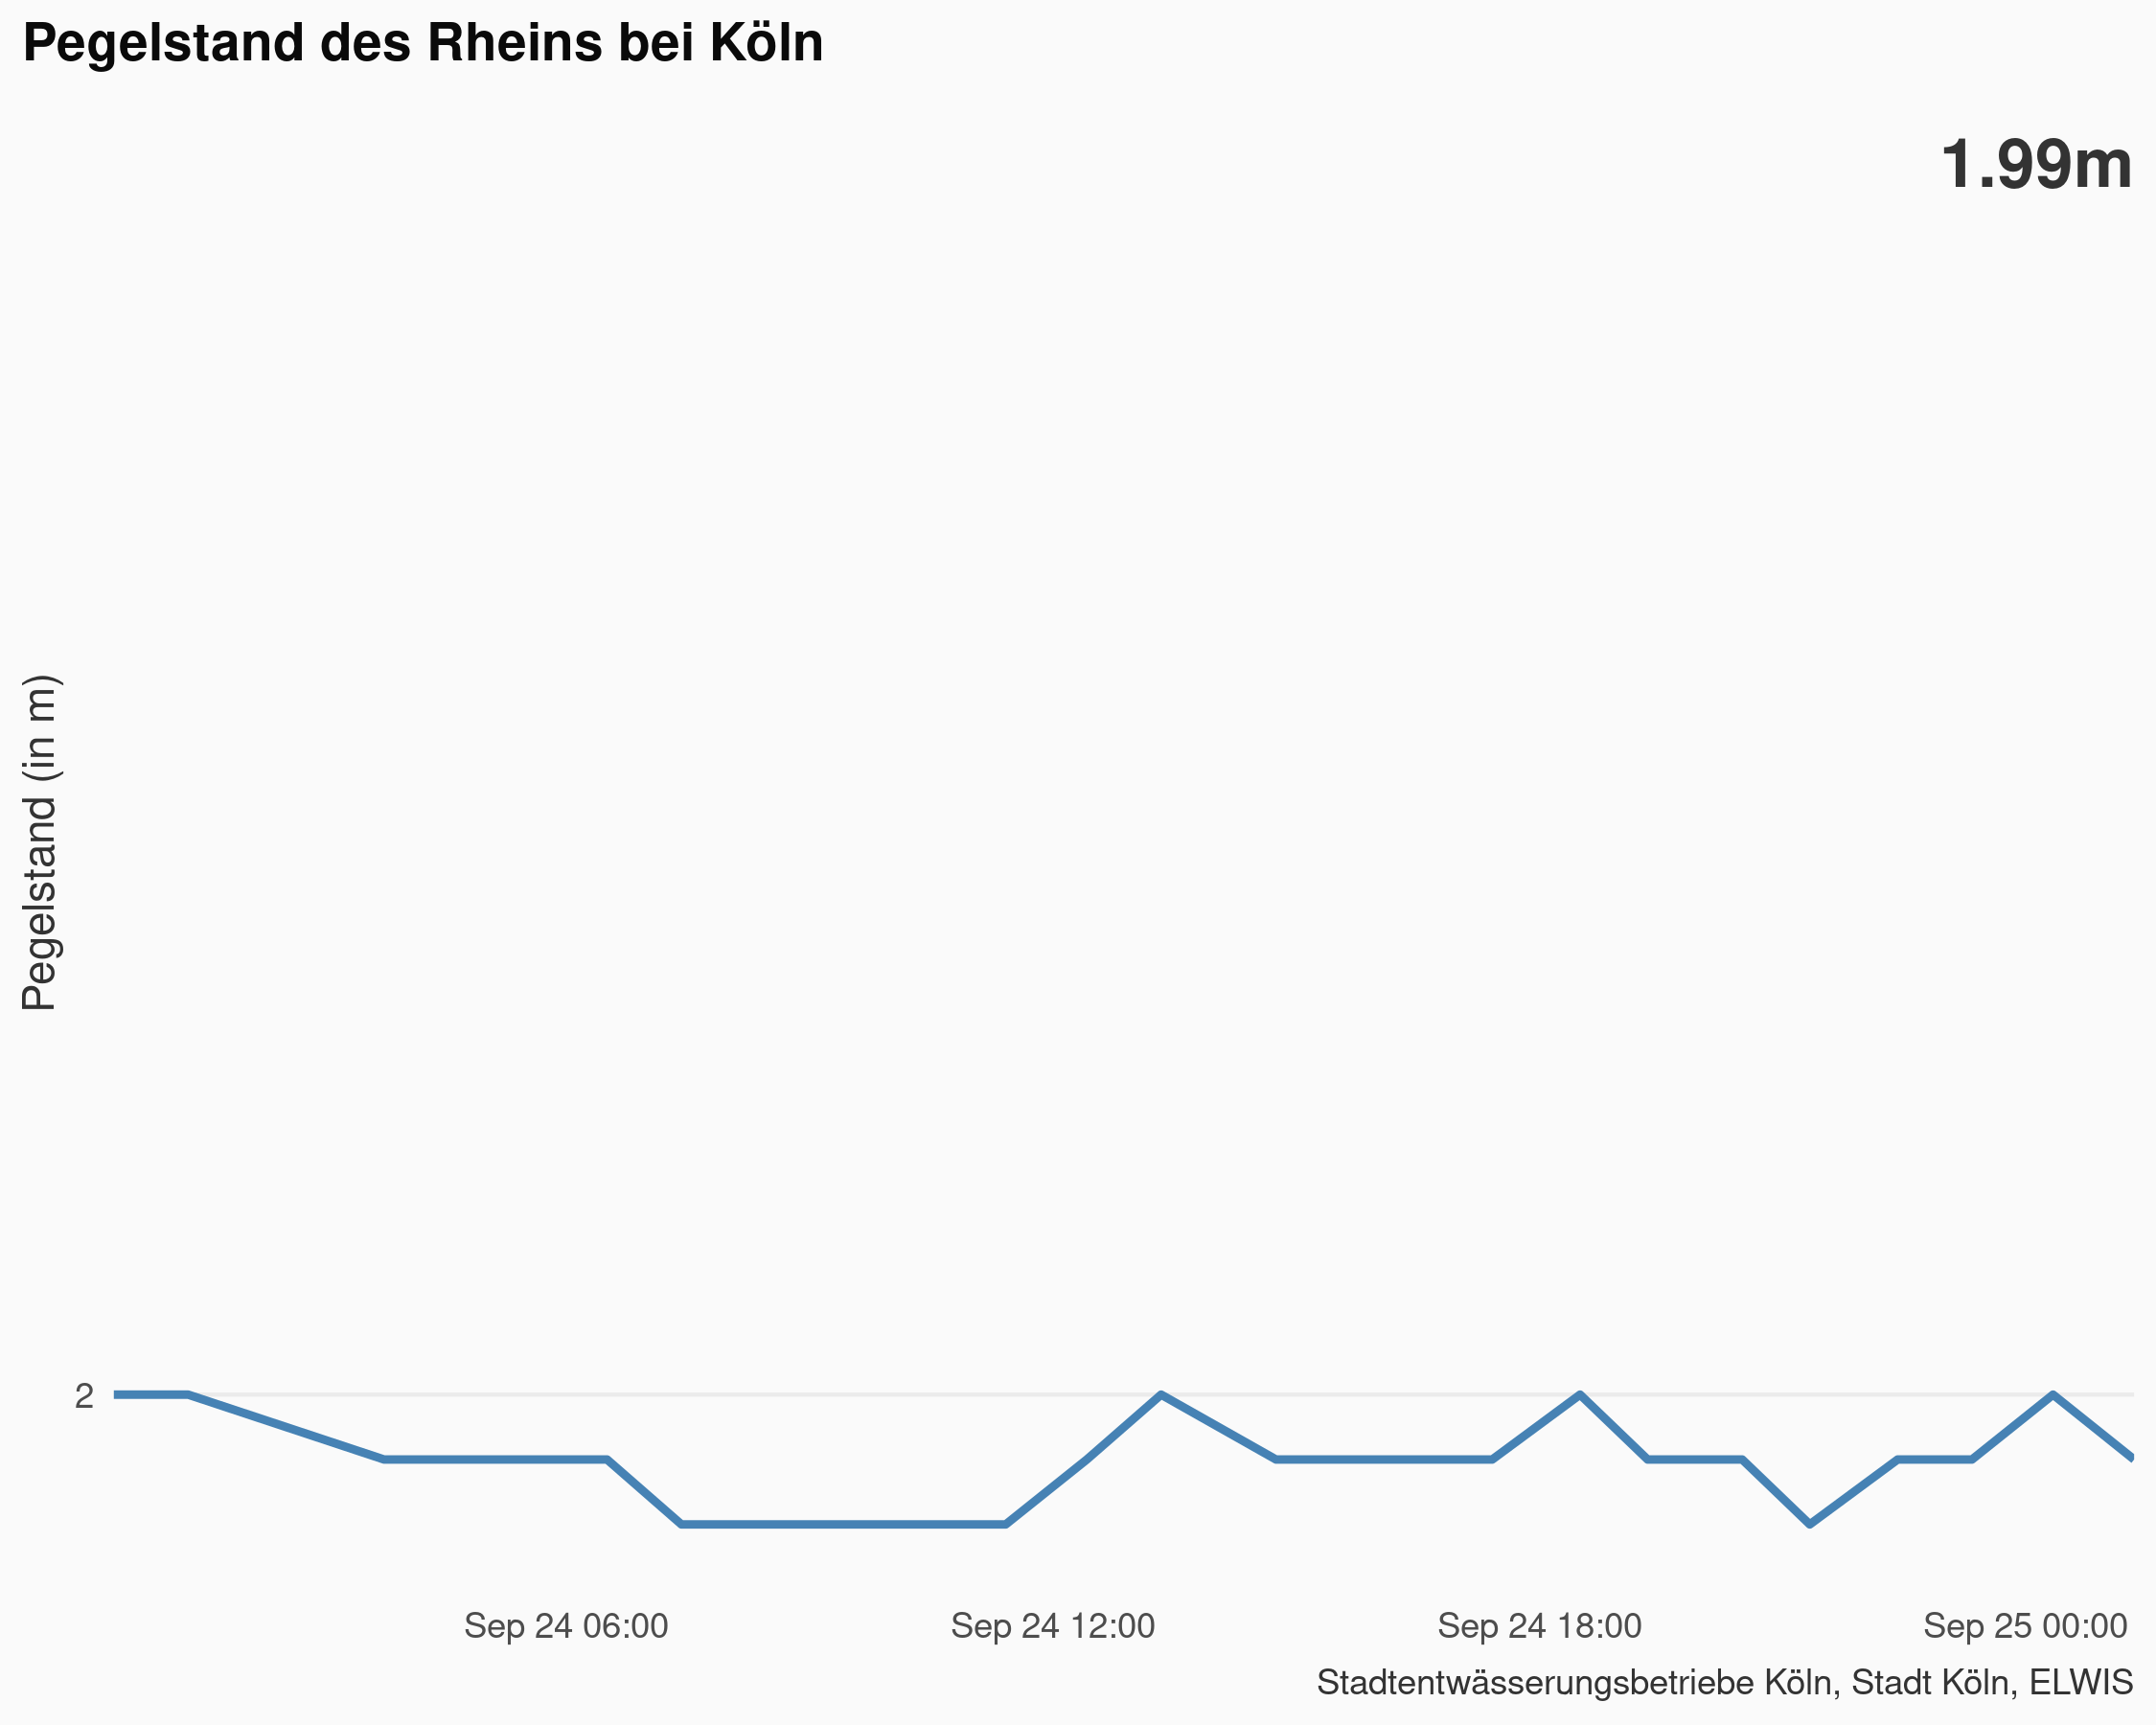 Pegelstand des Rheins bei Köln
1.99m
Pegelstand (in m)
2
Sep 24 06:00
Sep 24 12:00
Sep 24 18:00
Sep 25 00:00
Stadtentwässerungsbetriebe Köln, Stadt Köln, ELWIS